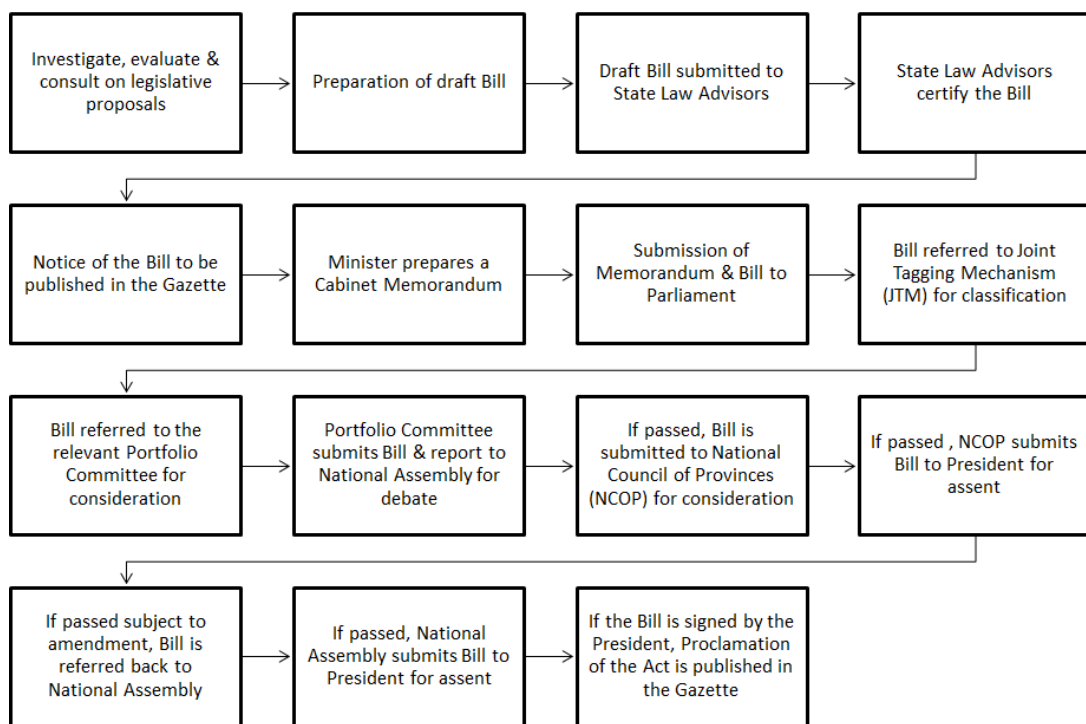 Investigate, evaluate &
consult on legislative
proposals
Preparation of draft Bill
Draft Bill submitted to
State Law Advisors
State Law Advisors
certify the Bill
Notice of the Bill to be
published in the Gazette
Minister prepares a
Cabinet Memorandum
Submission of
Memorandum & Bill to
Parliament
Bill referred to Joint
Tagging Mechanism
(JTM) for classification
Bill referred to the
relevant Portfolio
Committee for
consideration
Portfolio Committee
submits Bill & report to
National Assembly for
debate
If passed, Bill is
submitted to National
Council of Provinces
(NCOP) for consideration
If passed , NCOP submits
Bill to President for
assent
If passed subject to
amendment, Bill is
referred back to
National Assembly
If passed, National
Assembly submits Bill to
President for assent
If the Bill is signed by the
President, Proclamation
of the Act is published in
the Gazette